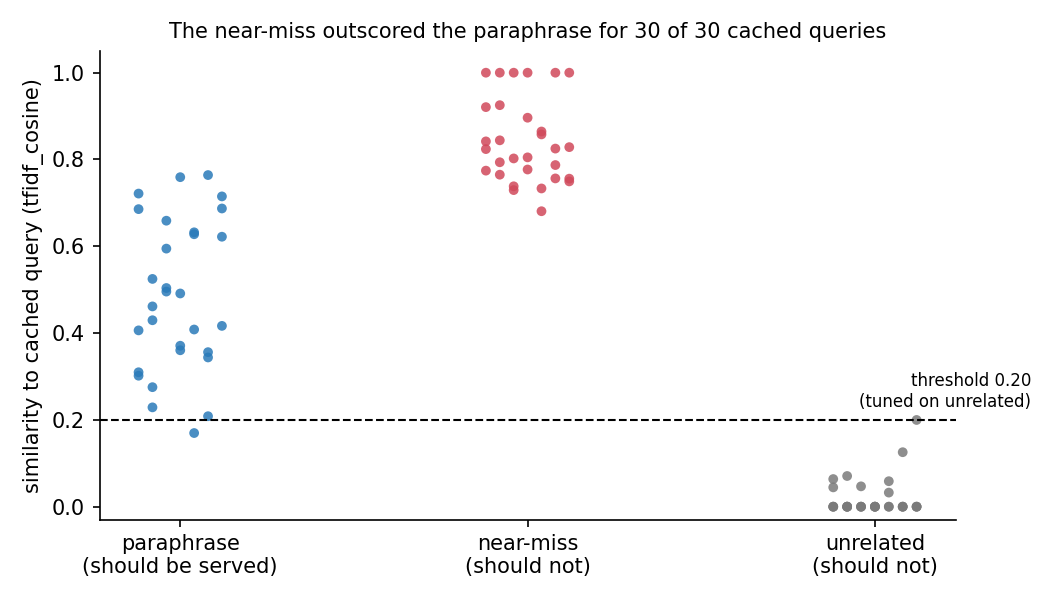 The near-miss outscored the paraphrase for 30 of 30 cached queries
similarity to cached query (tfidf_cosine)
1.0
0.8
0.6
0.4
0.2
0.0
threshold 0.20
(tuned on unrelated)
paraphrase
(should be served)
near-miss
(should not)
unrelated
(should not)